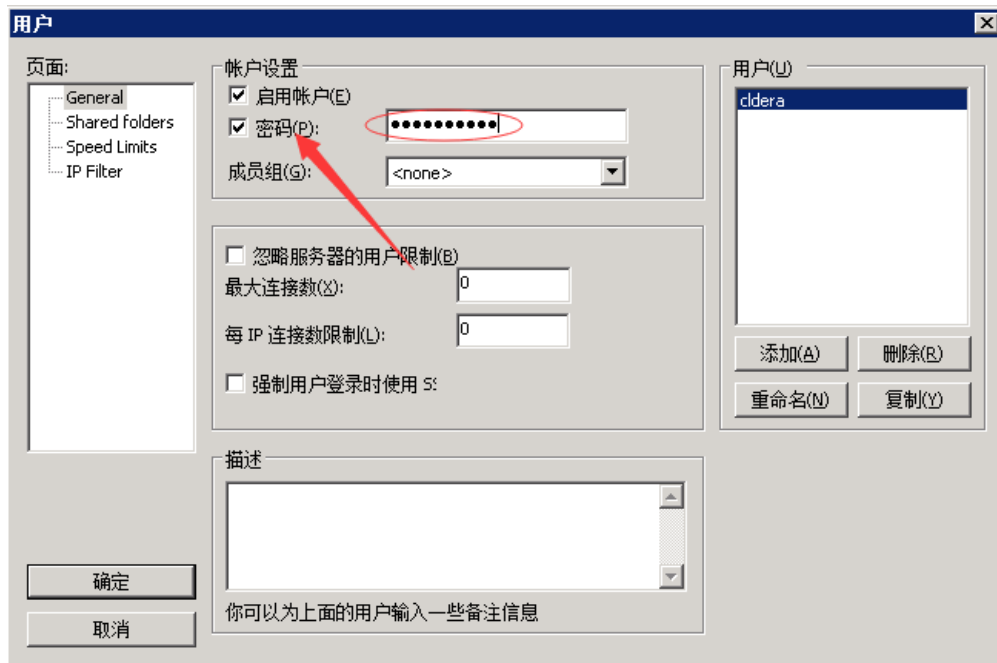 用户
页面:
General
Shared folders
Speed Limits
IP Filter
帐户设置
启用帐户(E)
密码(P):
●●●●●●●●●●
成员组(G):
<none>
忽略服务器的用户限制(B)
最大连接数(X):
0
每 IP 连接数限制(L):
0
强制用户登录时使用 SS
描述
你可以为上面的用户输入一些备注信息
用户(U)
cldera
添加(A)
删除(R)
重命名(N)
复制(Y)
确定
取消